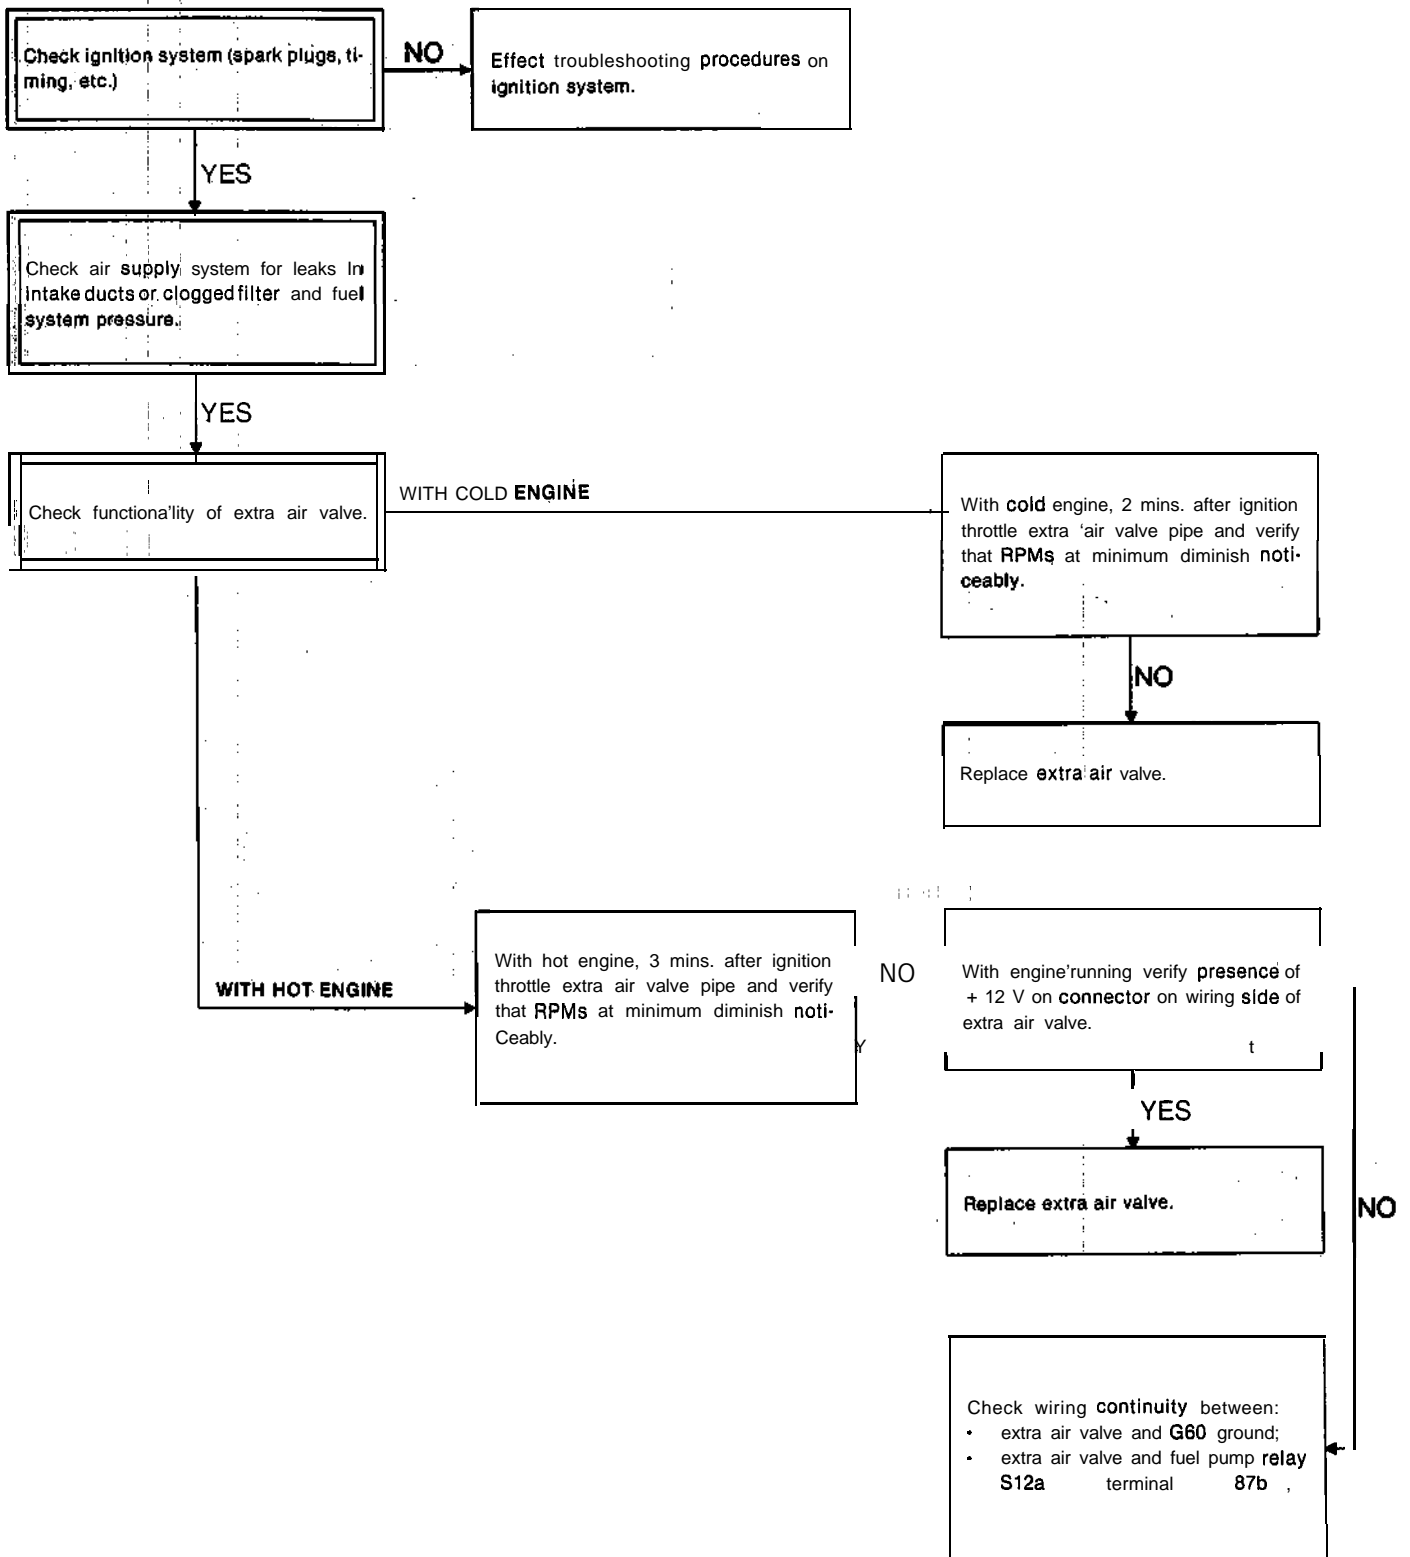 Check ignition system (spark plugs, ti-
ming, etc.)
NO
Effect troubleshooting procedures on
ignition system.
YES
Check air supply system for leaks In
intake ducts or clogged filter and fuel
system pressure.
YES
Check functiona'lity of extra air valve.
WITH COLD ENGINE
With cold engine, 2 mins. after ignition
throttle extra 'air valve pipe and verify
that RPMs at minimum diminish noti-
ceably.
NO
Replace extra air valve.
WITH HOT ENGINE
With hot engine, 3 mins. after ignition
throttle extra air valve pipe and verify
that RPMs at minimum diminish noti-
Ceably.
Y
NO
With engine'running verify presence of
+ 12 V on connector on wiring side of
extra air valve.
t
YES
Replace extra air valve.
NO
Check wiring continuity between:
• extra air valve and G60 ground;
• extra air valve and fuel pump relay
S12a terminal 87b ,